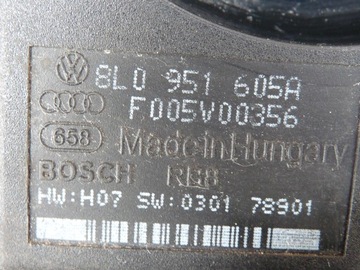 8L0 951 605A
F005V00356
658 Made in Hungary
BOSCH
HW:H07 SW:0301 78901